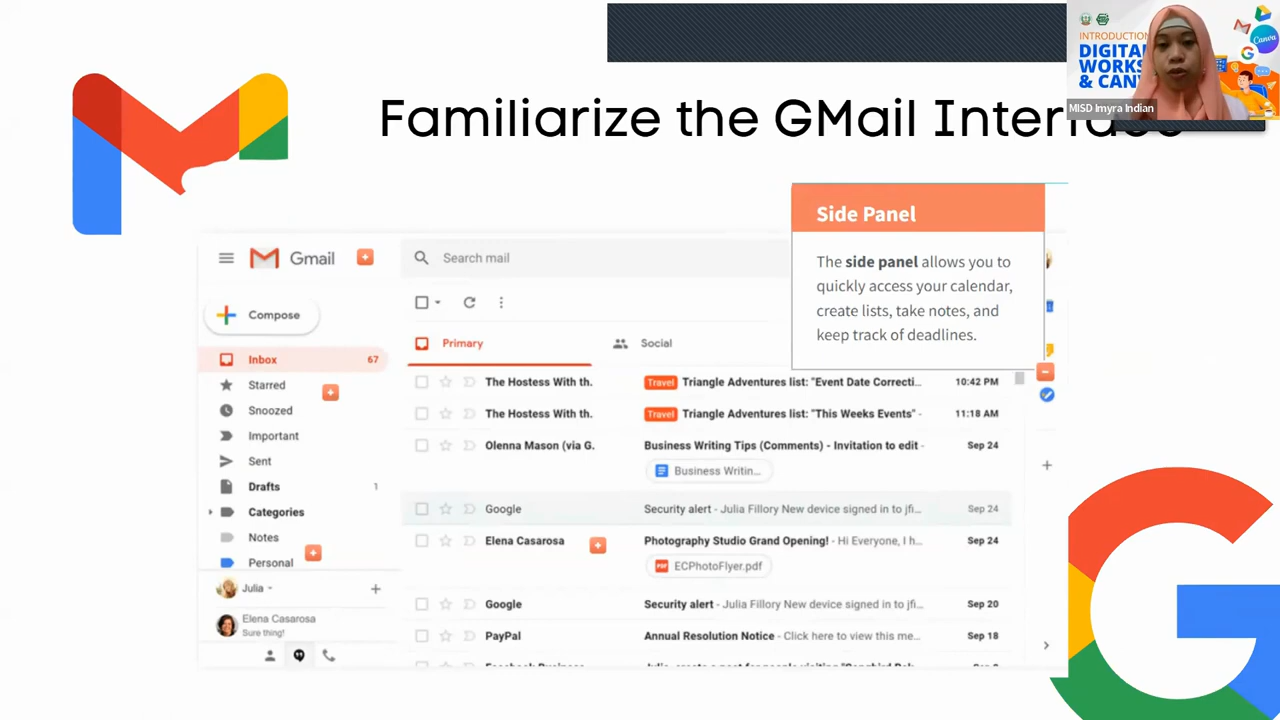 INTRODUCTION
DIGITAL
WORKS
& CAN
Canva
MISD Imyra Indian
Familiarize the GMail Interface
Side Panel
The side panel allows you to
quickly access your calendar,
create lists, take notes, and
keep track of deadlines.
Gmail
Search mail
Compose
Primary
Social
Inbox 67
Starred
Snoozed
Important
Sent
Drafts 1
Categories
Notes
Personal
Julia
Elena Casarosa
Sure thing!
The Hostess With th. Travel Triangle Adventures list: "Event Date Correcti... 10:42 PM
The Hostess With th. Travel Triangle Adventures list: "This Weeks Events" - 11:18 AM
Olenna Mason (via G. Business Writing Tips (Comments) - Invitation to edit - Sep 24
Business Writin...
Google Security alert - Julia Fillory New device signed in to jfi... Sep 24
Elena Casarosa Photography Studio Grand Opening! - Hi Everyone, I h... Sep 24
PDF ECPhotoFlyer.pdf
Google Security alert - Julia Fillory New device signed in to jfi... Sep 20
PayPal Annual Resolution Notice - Click here to view this me... Sep 18